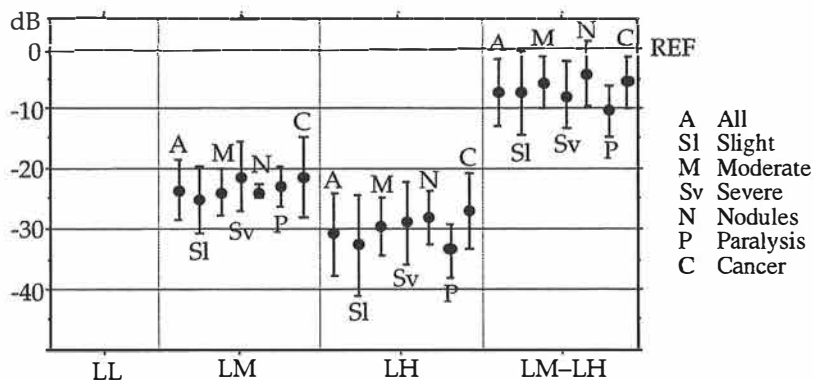 dB
0
-10
-20
-30
-40
REF
A
Sl
M
Sv
N
P
C
A
Sl
M
Sv
N
P
C
A
Sl
M
Sv
N
P
C
LL LM LH LM–LH
A All
Sl Slight
M Moderate
Sv Severe
N Nodules
P Paralysis
C Cancer